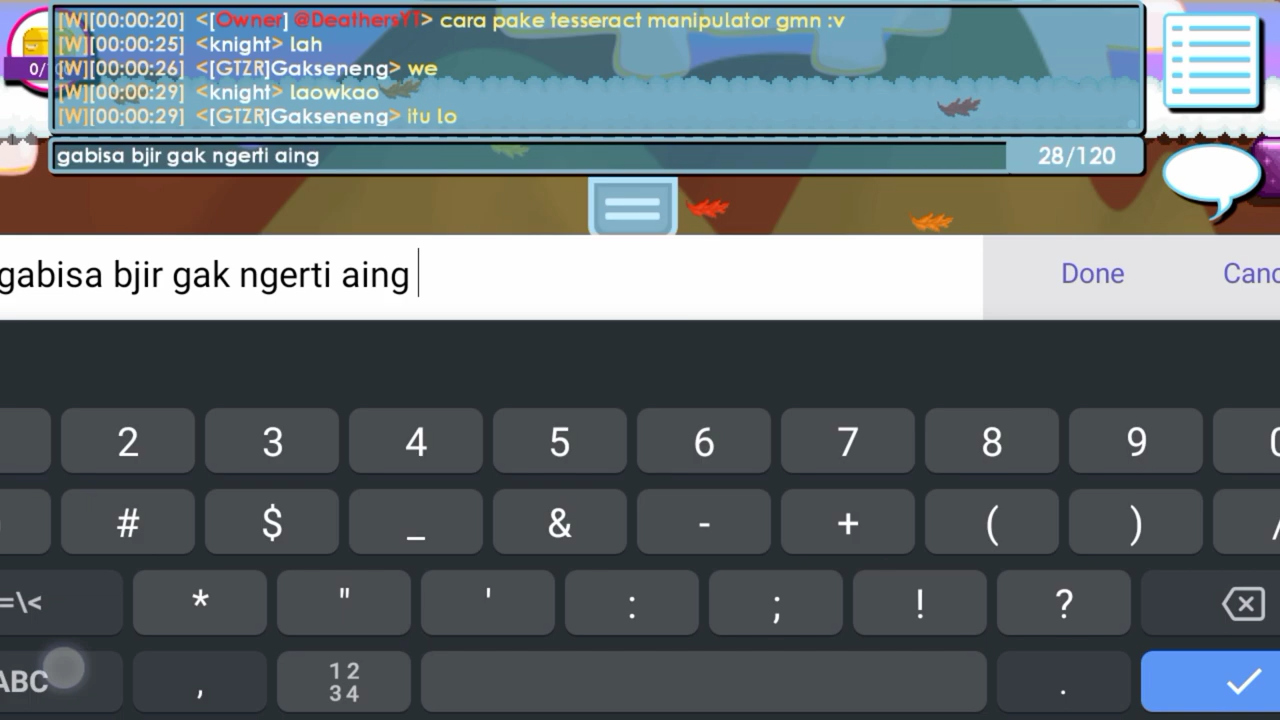 [W][00:00:20] <[Owner] @DeathersYT> cara pake tesseract manipulator gmn :v
[W][00:00:25] <knight> lah
[W][00:00:26] <[GTZR]Gakseneng> we
[W][00:00:29] <knight> laowkao
[W][00:00:29] <[GTZR]Gakseneng> itu lo
0/
gabisa bjir gak ngerti aing 28/120
gabisa bjir gak ngerti aing Done Canc
2 3 4 5 6 7 8 9 0
# $ _ & - + ( ) /
=\< * " ' : ; ! ?
ABC , 12 .
34